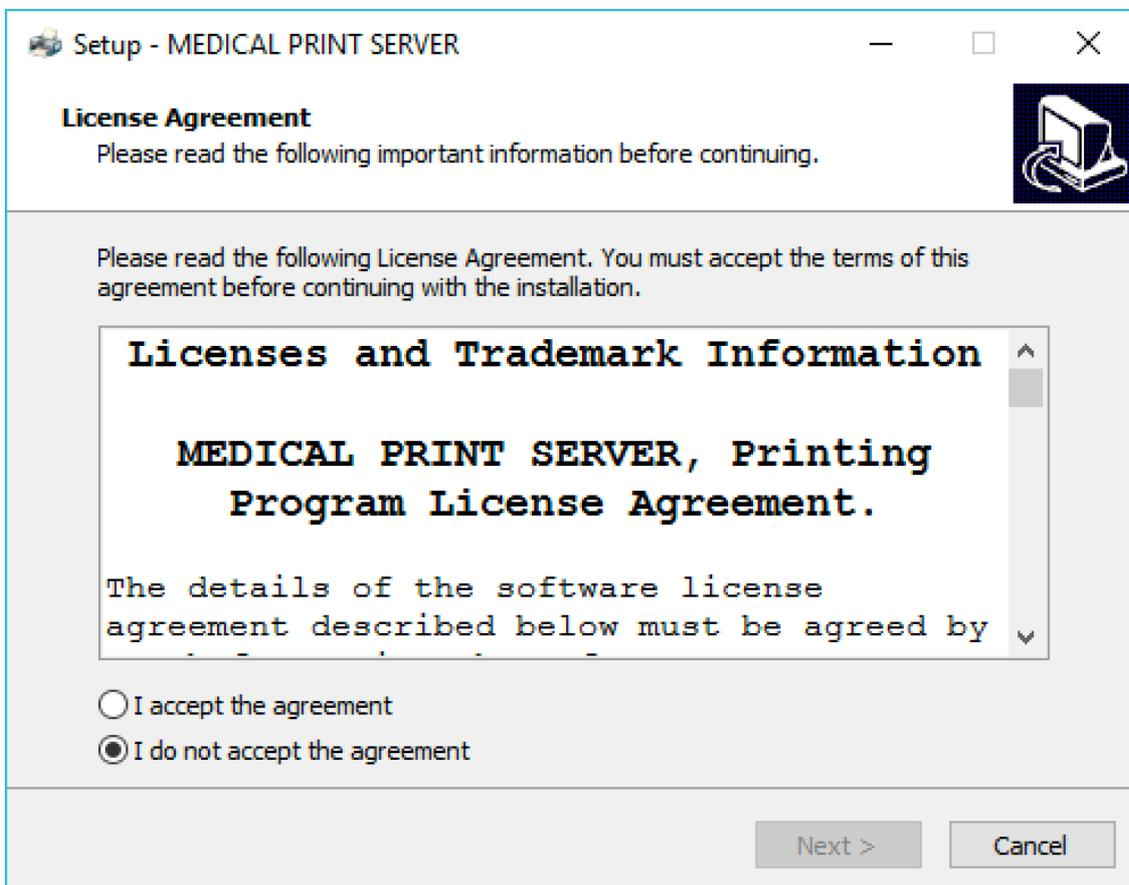 Setup - MEDICAL PRINT SERVER
License Agreement
Please read the following important information before continuing.
Please read the following License Agreement. You must accept the terms of this
agreement before continuing with the installation.
Licenses and Trademark Information
MEDICAL PRINT SERVER, Printing
Program License Agreement.
The details of the software license
agreement described below must be agreed by
I accept the agreement
I do not accept the agreement
Next >
Cancel